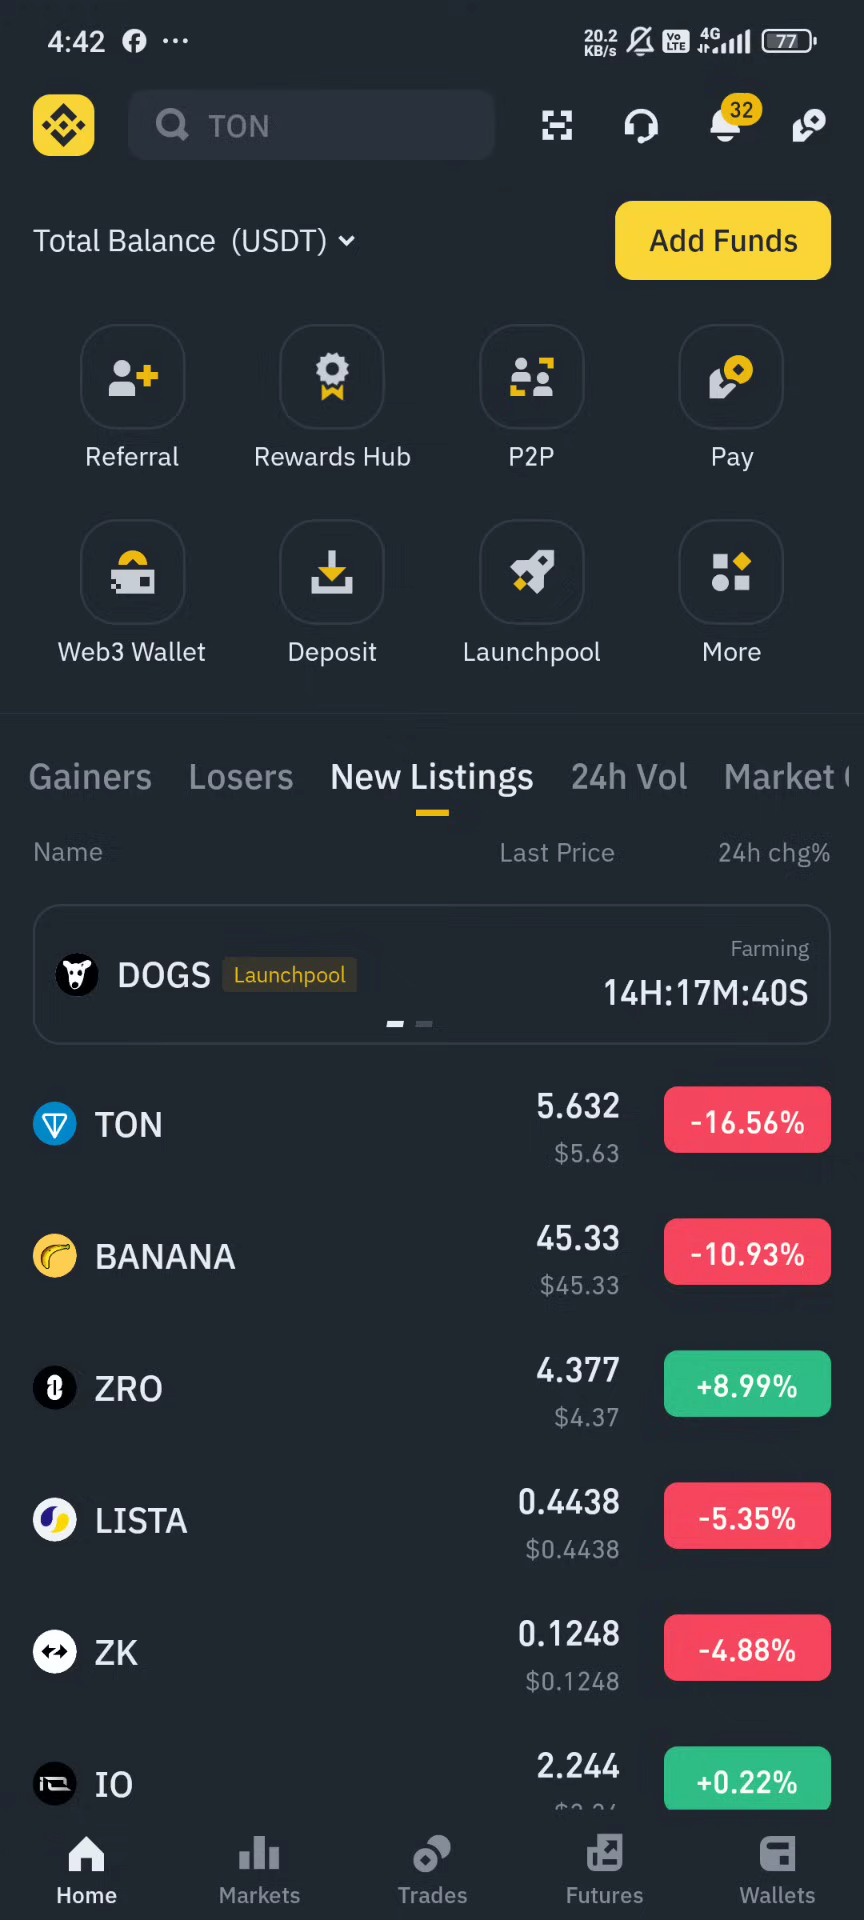 4:42 ... 20.2 KB/s Vo LTE 4G 77
TON 32
Total Balance (USDT) Add Funds
Referral Rewards Hub P2P Pay
Web3 Wallet Deposit Launchpool More
Gainers Losers New Listings 24h Vol Market
Name Last Price 24h chg%
Farming
DOGS Launchpool 14H:17M:40S
TON 5.632 -16.56%
$5.63
BANANA 45.33 -10.93%
$45.33
ZRO 4.377 +8.99%
$4.37
LISTA 0.4438 -5.35%
$0.4438
ZK 0.1248 -4.88%
$0.1248
IO 2.244 +0.22%
Home Markets Trades Futures Wallets